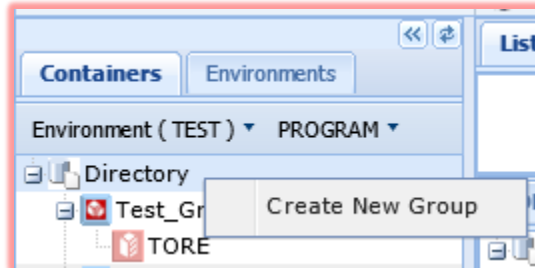 List
Containers Environments
Environment ( TEST ) PROGRAM
Directory
Test_Gr
Create New Group
TORE